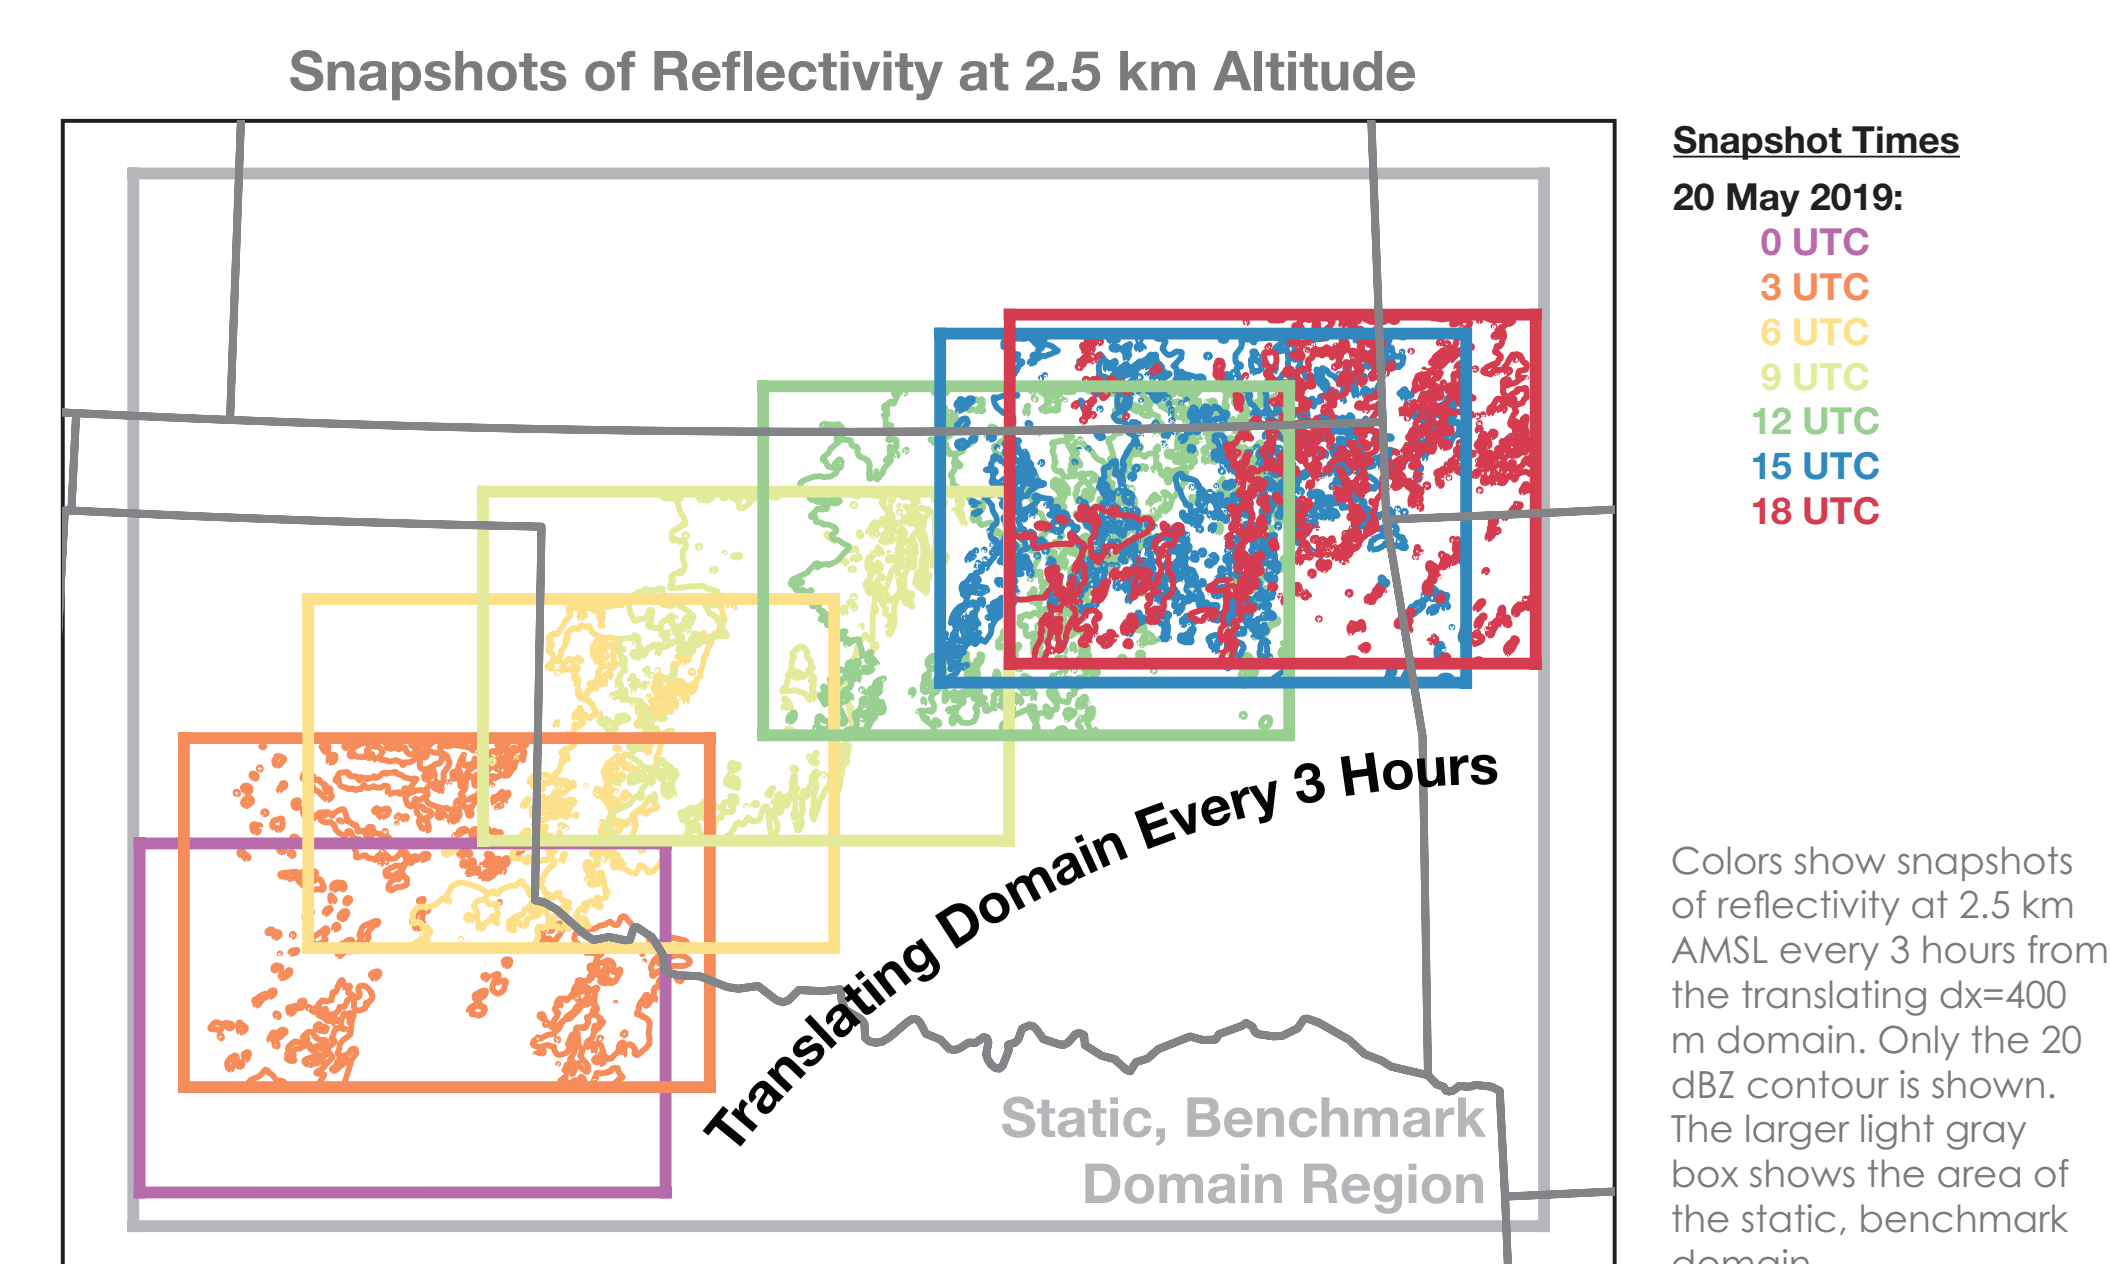 Snapshots of Reflectivity at 2.5 km Altitude
Snapshot Times
20 May 2019:
0 UTC
3 UTC
6 UTC
9 UTC
12 UTC
15 UTC
18 UTC
Translating Domain Every 3 Hours
Static, Benchmark
Domain Region
Colors show snapshots
of reflectivity at 2.5 km
AMSL every 3 hours from
the translating dx=400
m domain. Only the 20
dBZ contour is shown.
The larger light gray
box shows the area of
the static, benchmark
domain